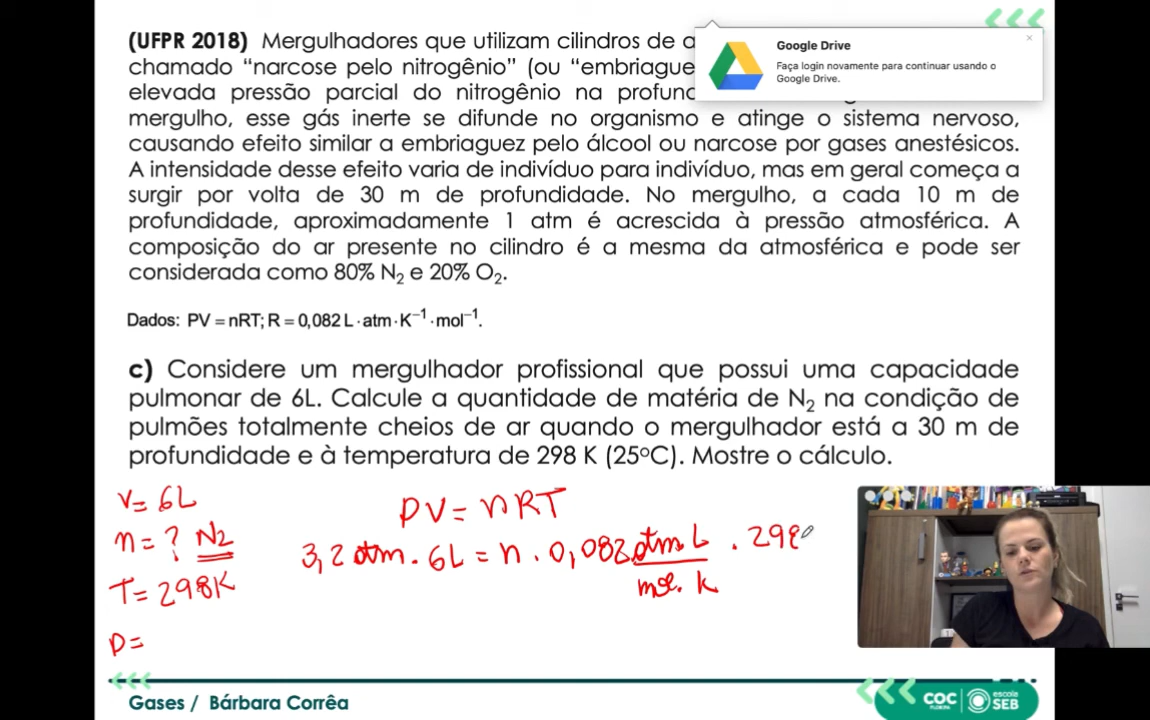 (UFPR 2018) Mergulhadores que utilizam cilindros de a
chamado “narcose pelo nitrogênio” (ou “embriague
elevada pressão parcial do nitrogênio na profun
mergulho, esse gás inerte se difunde no organismo e atinge o sistema nervoso,
causando efeito similar a embriaguez pelo álcool ou narcose por gases anestésicos.
A intensidade desse efeito varia de indivíduo para indivíduo, mas em geral começa a
surgir por volta de 30 m de profundidade. No mergulho, a cada 10 m de
profundidade, aproximadamente 1 atm é acrescida à pressão atmosférica. A
composição do ar presente no cilindro é a mesma da atmosférica e pode ser
considerada como 80% N₂ e 20% O₂.
Google Drive
Faça login novamente para continuar usando o
Google Drive.
Dados: PV = nRT; R = 0,082 L · atm · K⁻¹ · mol⁻¹.
c) Considere um mergulhador profissional que possui uma capacidade
pulmonar de 6L. Calcule a quantidade de matéria de N₂ na condição de
pulmões totalmente cheios de ar quando o mergulhador está a 30 m de
profundidade e à temperatura de 298 K (25ºC). Mostre o cálculo.
V = 6L
n = ? N₂
T = 298K
P =
PV = nRT
3,2 atm . 6L = n . 0,082 atm.L / mol. K . 298
Gases / Bárbara Corrêa
COC
FLORIPA
escola
SEB